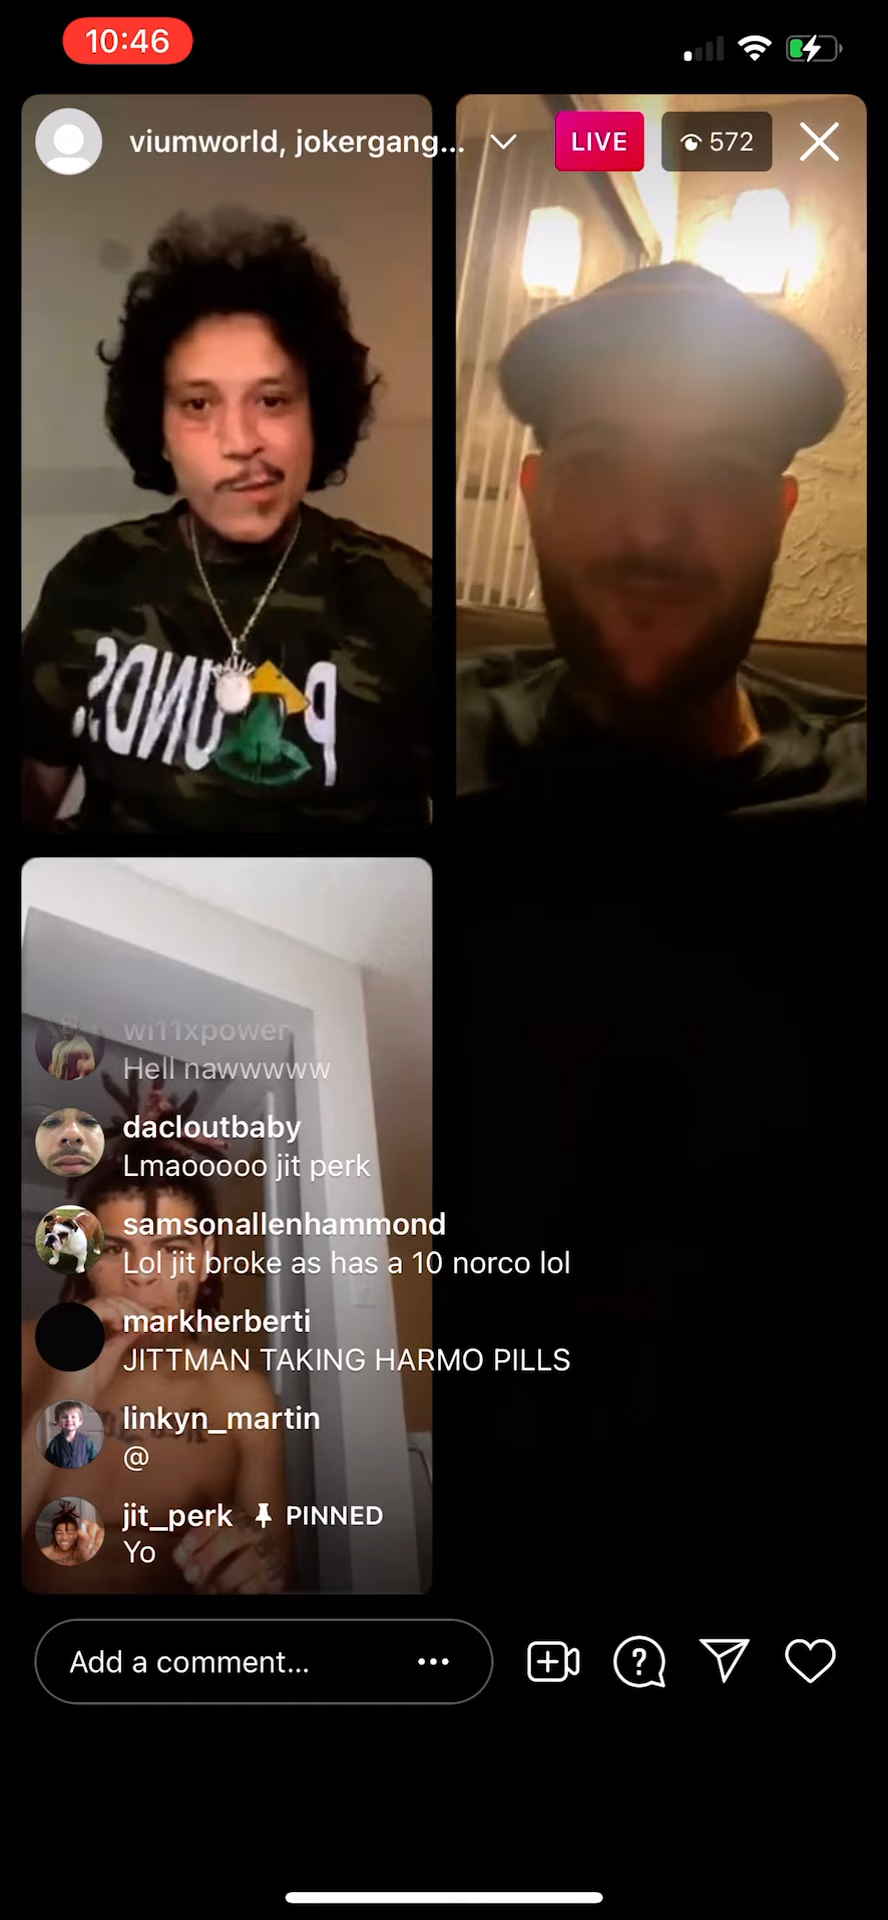 10:46
viumworld, jokergang...
LIVE
572
POUNDS.
wi11xpower
Hell nawwwww
dacloutbaby
Lmaooooo jit perk
samsonallenhammond
Lol jit broke as has a 10 norco lol
markherberti
JITTMAN TAKING HARMO PILLS
linkyn_martin
@
jit_perk PINNED
Yo
Add a comment...